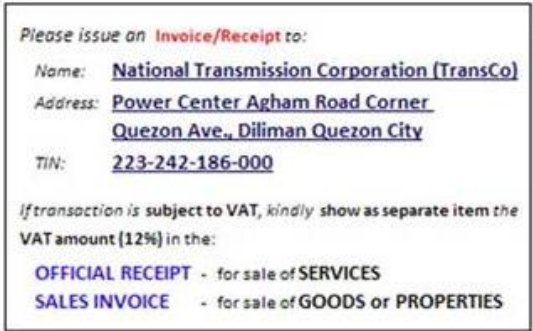 Please issue an Invoice/Receipt to:
Name: National Transmission Corporation (TransCo)
Address: Power Center Agham Road Corner
Quezon Ave., Diliman Quezon City
TIN: 223-242-186-000
If transaction is subject to VAT, kindly show as separate item the
VAT amount (12%) in the:
OFFICIAL RECEIPT - for sale of SERVICES
SALES INVOICE - for sale of GOODS or PROPERTIES